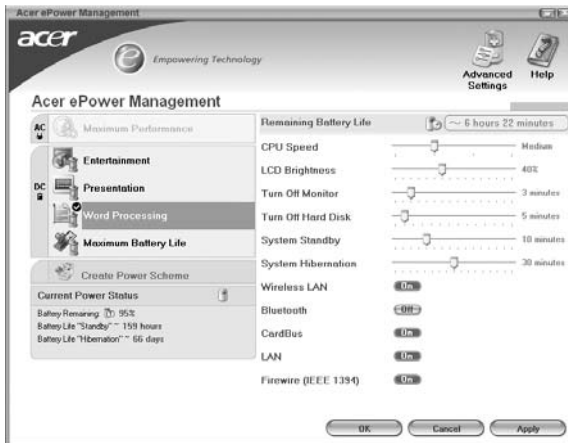 Acer ePower Management
acer
Empowering Technology
Advanced Settings
Help
Acer ePower Management
AC
Maximum Performance
DC
Entertainment
Presentation
Word Processing
Maximum Battery Life
Create Power Scheme
Current Power Status
Battery Remaining: 95%
Battery Life "Standby" ~ 159 hours
Battery Life "Hibernation" ~ 66 days
Remaining Battery Life ~ 6 hours 22 minutes
CPU Speed Medium
LCD Brightness 40%
Turn Off Monitor 3 minutes
Turn Off Hard Disk 5 minutes
System Standby 10 minutes
System Hibernation 30 minutes
Wireless LAN On
Bluetooth Off
CardBus On
LAN On
Firewire (IEEE 1394) On
OK Cancel Apply